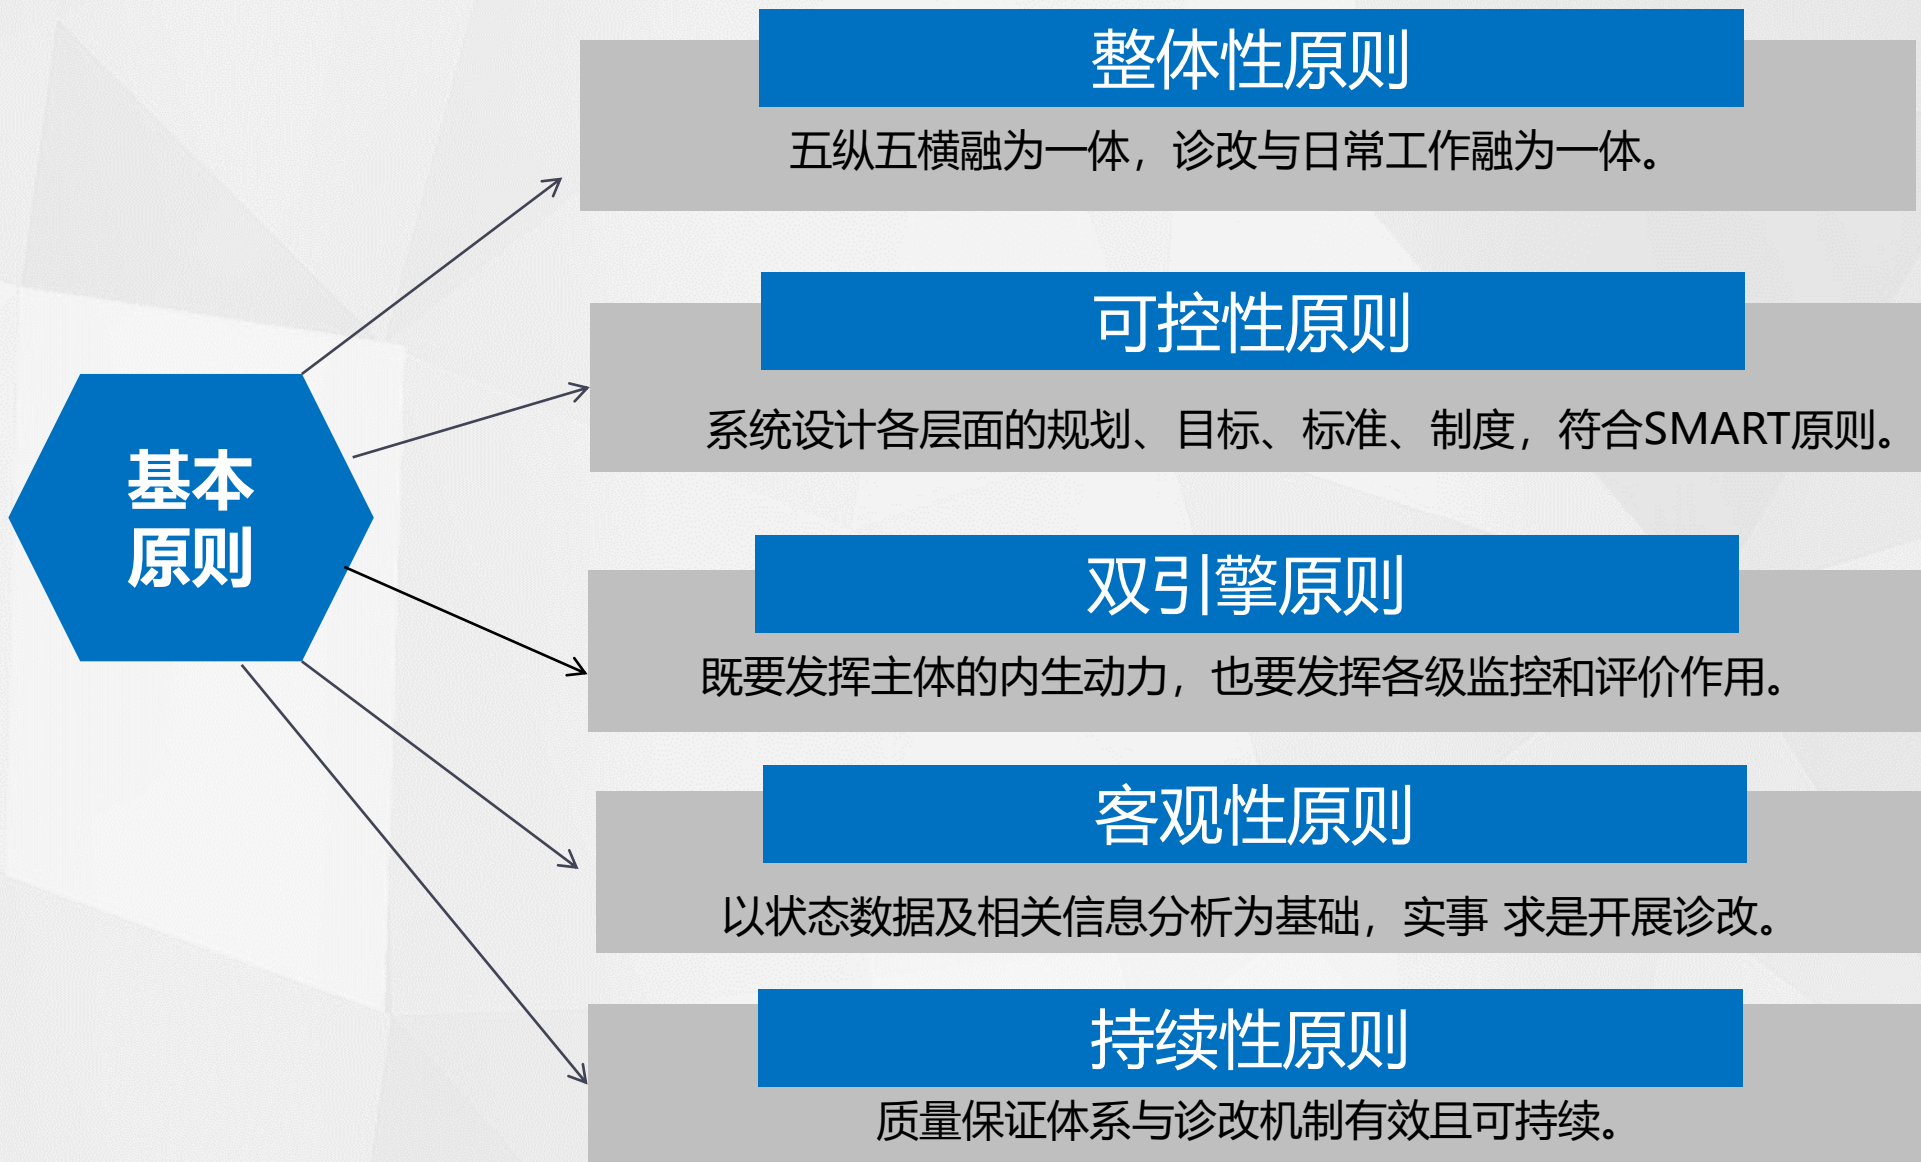 整体性原则
五纵五横融为一体，诊改与日常工作融为一体。
可控性原则
系统设计各层面的规划、目标、标准、制度，符合SMART原则。
基本
原则
双引擎原则
既要发挥主体的内生动力，也要发挥各级监控和评价作用。
客观性原则
以状态数据及相关信息分析为基础，实事 求是开展诊改。
持续性原则
质量保证体系与诊改机制有效且可持续。